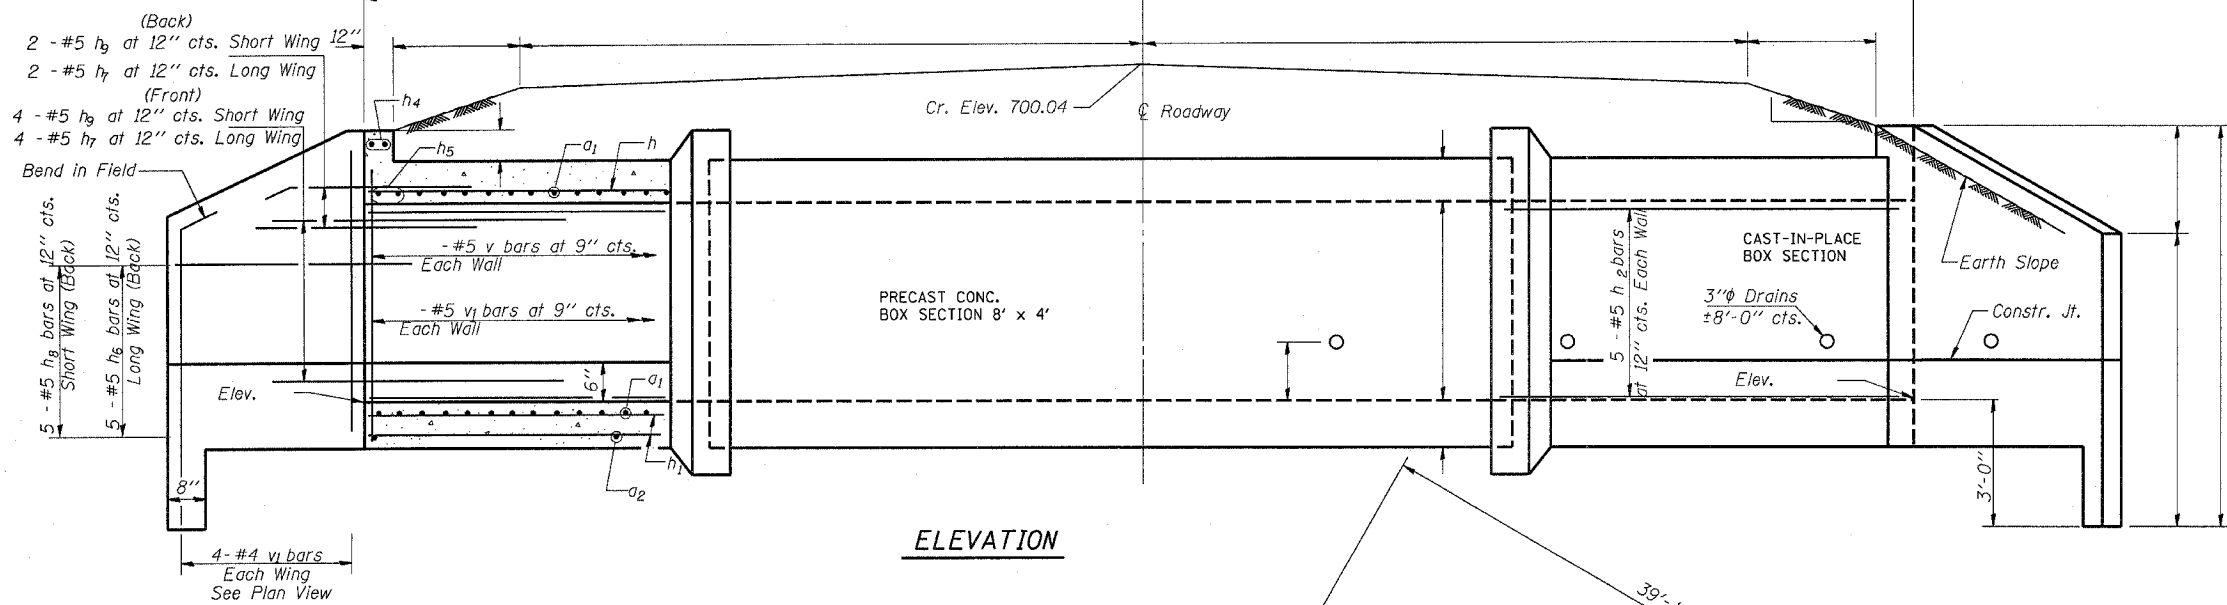 (Back)
2 - #5 h9 at 12" cts. Short Wing
2 - #5 h7 at 12" cts. Long Wing
(Front)
4 - #5 h9 at 12" cts. Short Wing
4 - #5 h7 at 12" cts. Long Wing
Bend in Field
12"
h4
h5
a1
h
Cr. Elev. 700.04
℄ Roadway
5 - #5 h8 bars at 12" cts.
Short Wing (Back)
5 - #5 h6 bars at 12" cts.
Long Wing (Back)
- #5 v bars at 9" cts.
Each Wall
- #5 v1 bars at 9" cts.
Each Wall
PRECAST CONC.
BOX SECTION 8' x 4'
5 - #5 h2 bars
at 12" cts. Each Wall
CAST-IN-PLACE
BOX SECTION
3"ϕ Drains
±8'-0" cts.
Earth Slope
Constr. Jt.
Elev.
6"
a1
h1
a2
Elev.
3'-0"
8"
4 - #4 v1 bars
Each Wing
See Plan View
ELEVATION